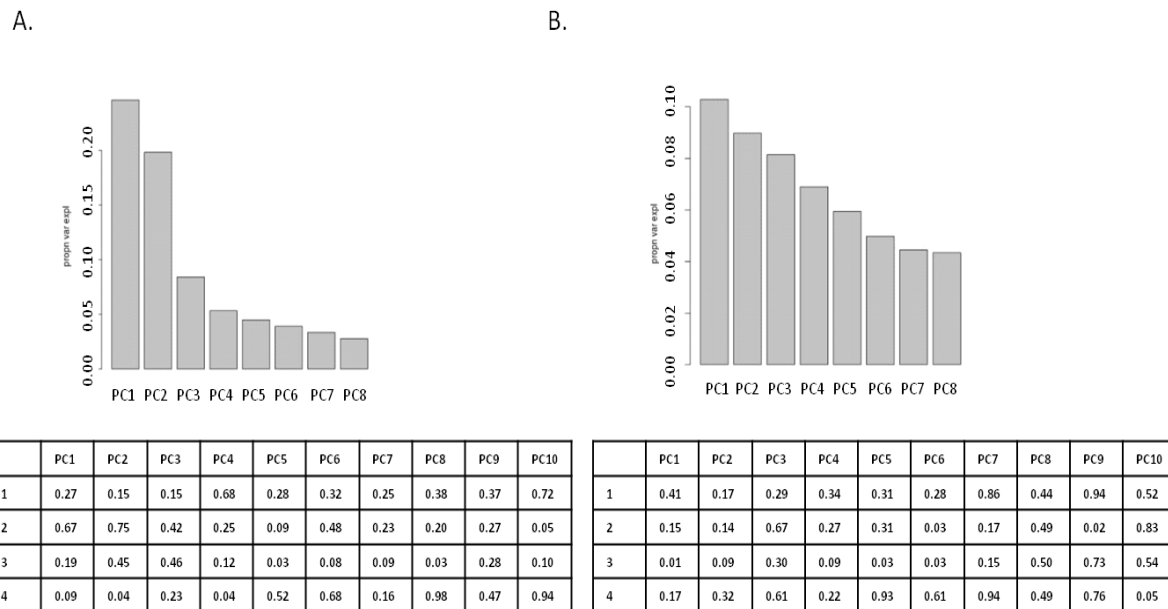 A.
B.
propn var expl
0.20
0.15
0.10
0.05
0.00
PC1 PC2 PC3 PC4 PC5 PC6 PC7 PC8
propn var expl
0.10
0.08
0.06
0.04
0.02
0.00
PC1 PC2 PC3 PC4 PC5 PC6 PC7 PC8
PC1 PC2 PC3 PC4 PC5 PC6 PC7 PC8 PC9 PC10
1 0.27 0.15 0.15 0.68 0.28 0.32 0.25 0.38 0.37 0.72
2 0.67 0.75 0.42 0.25 0.09 0.48 0.23 0.20 0.27 0.05
3 0.19 0.45 0.46 0.12 0.03 0.08 0.09 0.03 0.28 0.10
4 0.09 0.04 0.23 0.04 0.52 0.68 0.16 0.98 0.47 0.94
PC1 PC2 PC3 PC4 PC5 PC6 PC7 PC8 PC9 PC10
1 0.41 0.17 0.29 0.34 0.31 0.28 0.86 0.44 0.94 0.52
2 0.15 0.14 0.67 0.27 0.31 0.03 0.17 0.49 0.02 0.83
3 0.01 0.09 0.30 0.09 0.03 0.03 0.15 0.50 0.73 0.54
4 0.17 0.32 0.61 0.22 0.93 0.61 0.94 0.49 0.76 0.05